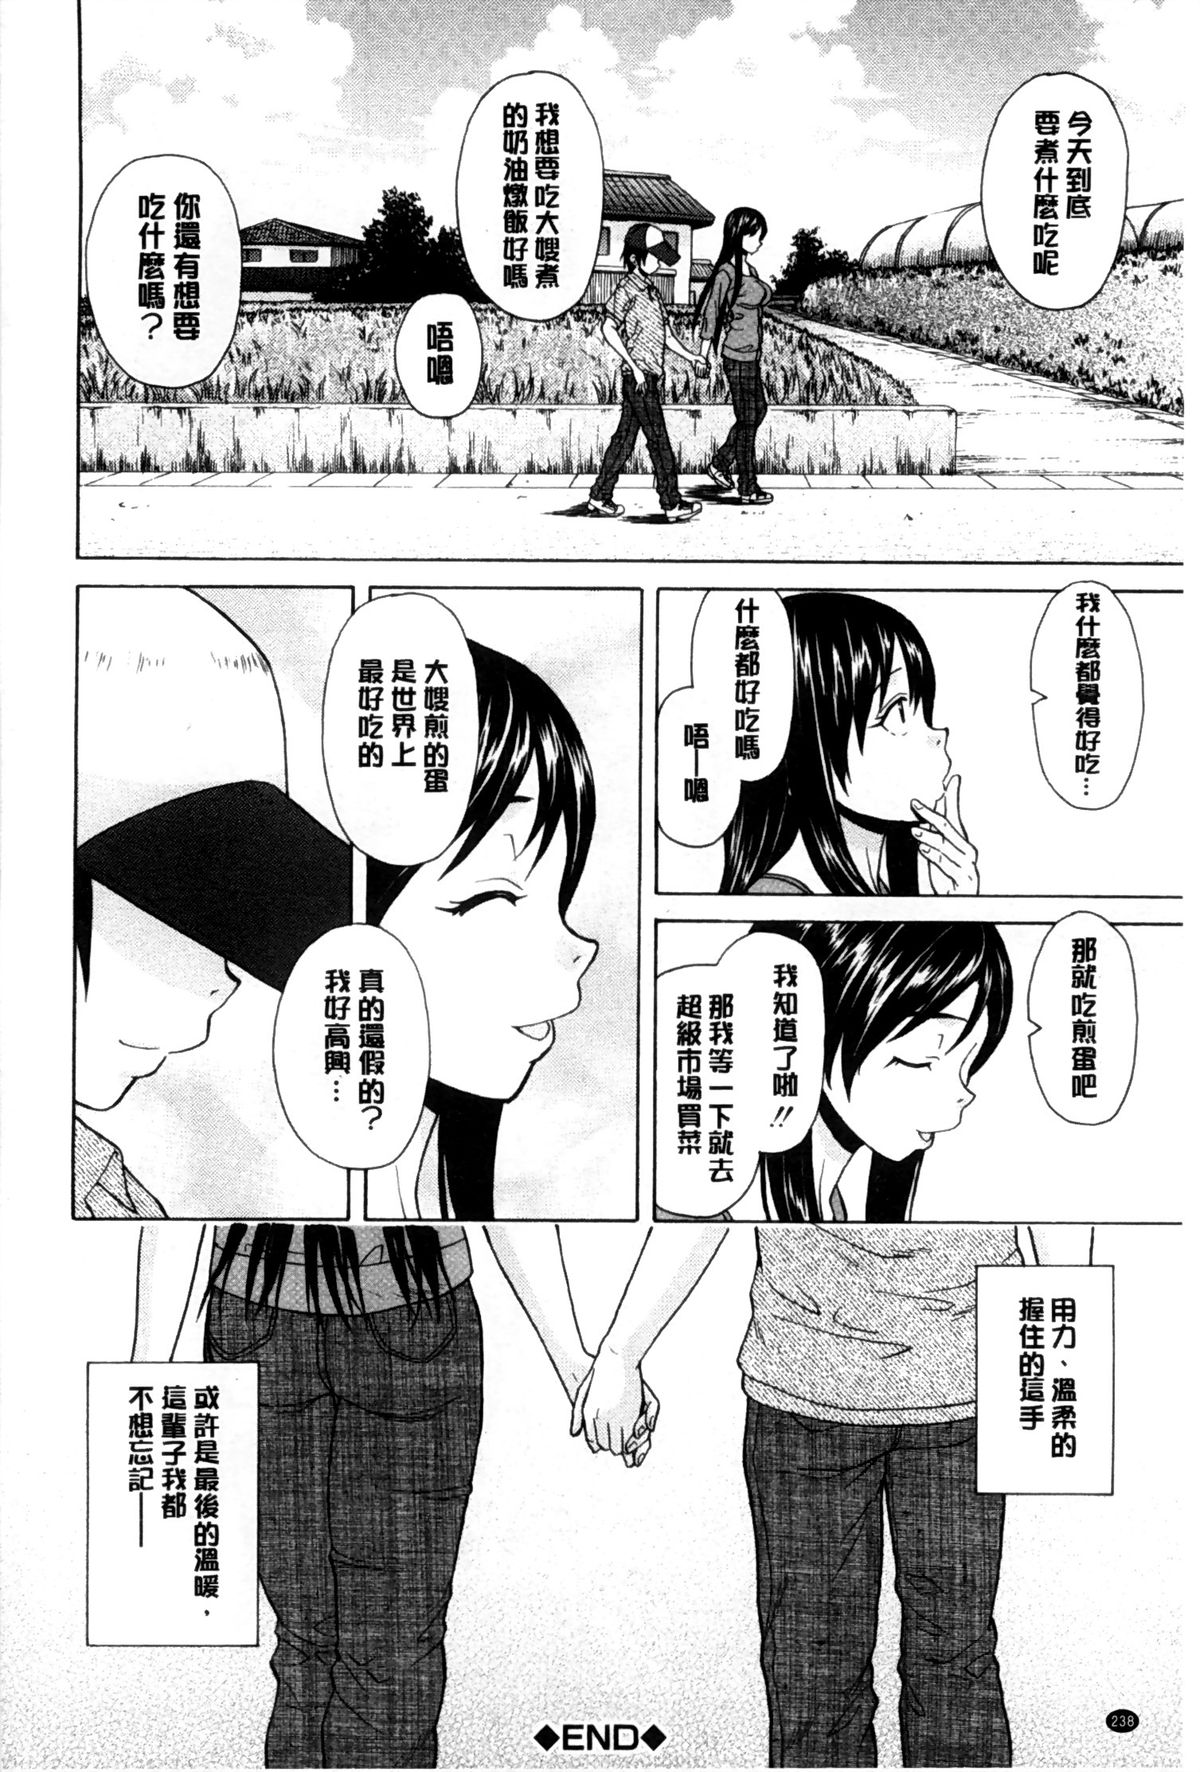 今天到底
要煮什麼吃呢
我想要吃大嫂煮
的奶油燉飯好嗎
唔嗯
你還有想要
吃什麼嗎？
我什麼都覺得好吃…
什麼都好吃嗎
唔—嗯
那就吃煎蛋吧
我知道了啦!!
那我等一下就去
超級市場買菜
大嫂煎的蛋
是世界上
最好吃的
真的還假的？
我好高興…
用力、溫柔的
握住的這手
或許是最後的溫暖，
這輩子我都
不想忘記——
◆END◆
238